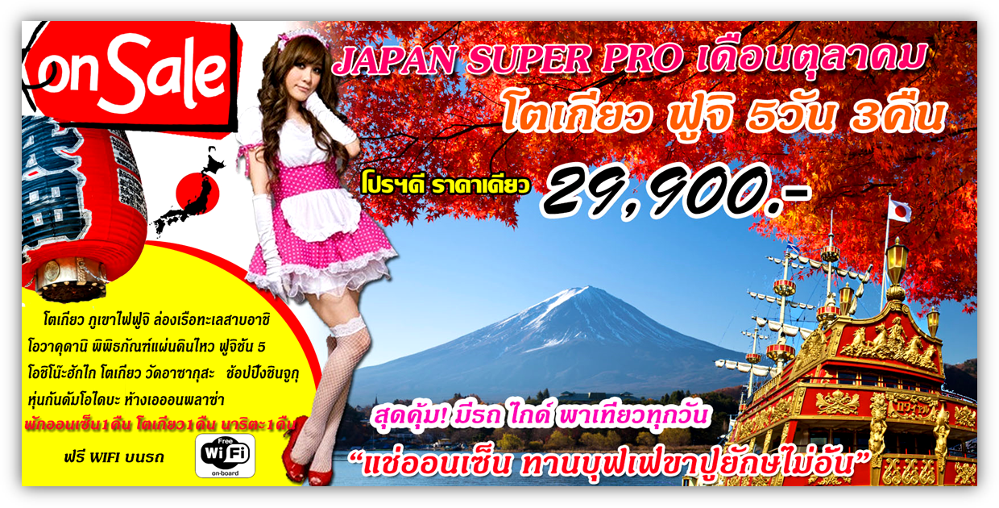 on Sale
JAPAN SUPER PRO เดือนตุลาคม
โตเกียว ฟูจิ 5วัน 3คืน
โปรฯดี ราคาเดียว 29,900.-
โตเกียว ภูเขาไฟฟูจิ ล่องเรือทะเลสาบอาชิ
โอวาคุดานิ พิพิธภัณฑ์แผ่นดินไหว ฟูจิชั้น 5
โอชิโน๊ะฮักไก โตเกียว วัดอาซากุสะ ช้อปปิ้งชินจูกุ
หุ่นกันดั้มโอไดบะ ห้างเอออนพลาซ่า
พักออนเซ็น1คืน โตเกียว1คืน นาริตะ1คืน
ฟรี WIFI บนรถ
Free
WiFi
on-board
สุดคุ้ม! มีรถ ไกด์ พาเที่ยวทุกวัน
“แช่ออนเซ็น ทานบุฟเฟ่ขาปูยักษ์ไม่อั้น”